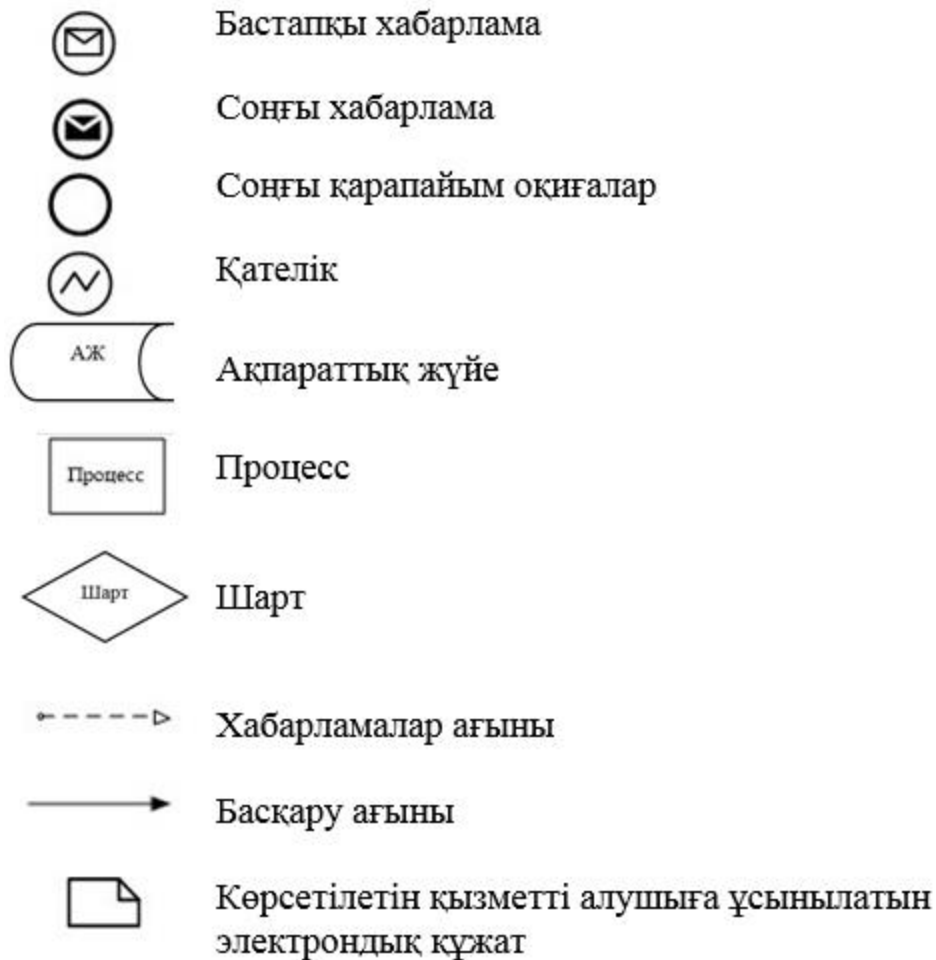 Бастапқы хабарлама
Соңғы хабарлама
Соңғы қарапайым оқиғалар
Қателік
АЖ
Ақпараттық жүйе
Процесс
Процесс
Шарт
Шарт
Хабарламалар ағыны
Басқару ағыны
Көрсетілетін қызметті алушыға ұсынылатын
электрондық құжат